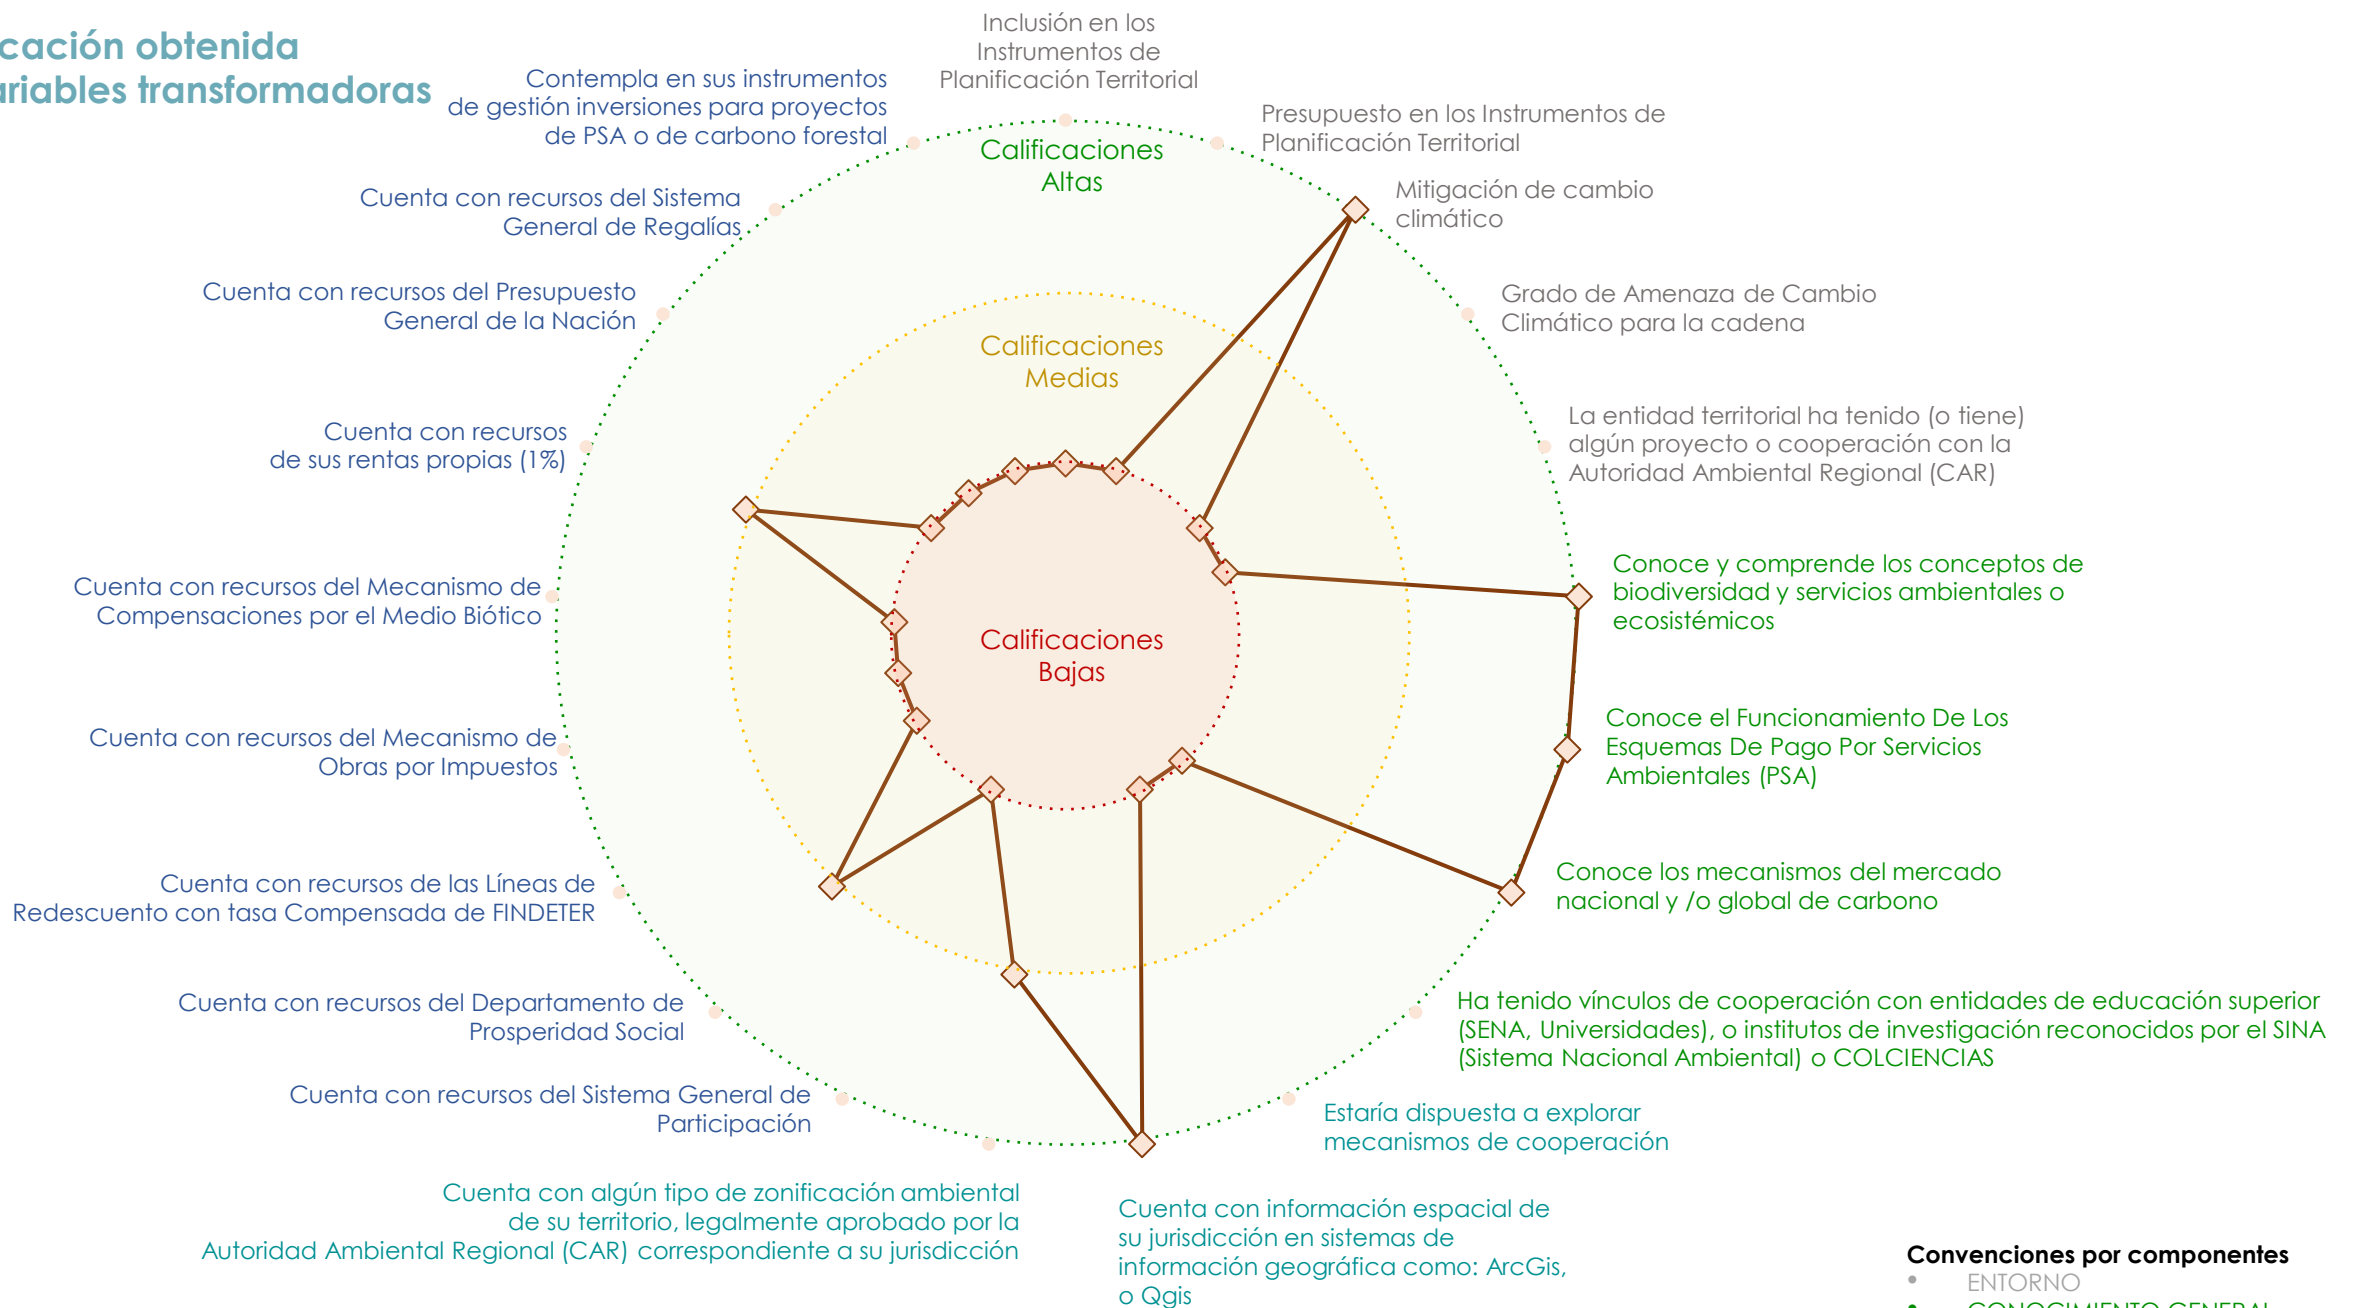 obtenida
transformadoras
Inclusión en los
Instrumentos de
Planificación Territorial
Contempla en sus instrumentos
de gestión inversiones para proyectos
de PSA o de carbono forestal
Presupuesto en los Instrumentos de
Planificación Territorial
Calificaciones
Altas
Mitigación de cambio
climático
Cuenta con recursos del Sistema
General de Regalías
Cuenta con recursos del Presupuesto
General de la Nación
Grado de Amenaza de Cambio
Climático para la cadena
Calificaciones
Medias
Cuenta con recursos
de sus rentas propias (1%)
La entidad territorial ha tenido (o tiene)
algún proyecto o cooperación con la
Autoridad Ambiental Regional (CAR)
Conoce y comprende los conceptos de
biodiversidad y servicios ambientales o
ecosistémicos
Cuenta con recursos del Mecanismo de
Compensaciones por el Medio Biótico
Calificaciones
Bajas
Conoce el Funcionamiento De Los
Esquemas De Pago Por Servicios
Ambientales (PSA)
Cuenta con recursos del Mecanismo de
Obras por Impuestos
Conoce los mecanismos del mercado
nacional y /o global de carbono
Cuenta con recursos de las Líneas de
Redescuento con tasa Compensada de FINDETER
Ha tenido vínculos de cooperación con entidades de educación superior
(SENA, Universidades), o institutos de investigación reconocidos por el SINA
(Sistema Nacional Ambiental) o COLCIENCIAS
Cuenta con recursos del Departamento de
Prosperidad Social
Cuenta con recursos del Sistema General de
Participación
Estaría dispuesta a explorar
mecanismos de cooperación
Cuenta con algún tipo de zonificación ambiental
de su territorio, legalmente aprobado por la
Autoridad Ambiental Regional (CAR) correspondiente a su jurisdicción
Cuenta con información espacial de
su jurisdicción en sistemas de
información geográfica como: ArcGis,
o Qgis
Convenciones por componentes
• ENTORNO
• CONOCIMIENTO GENERAL